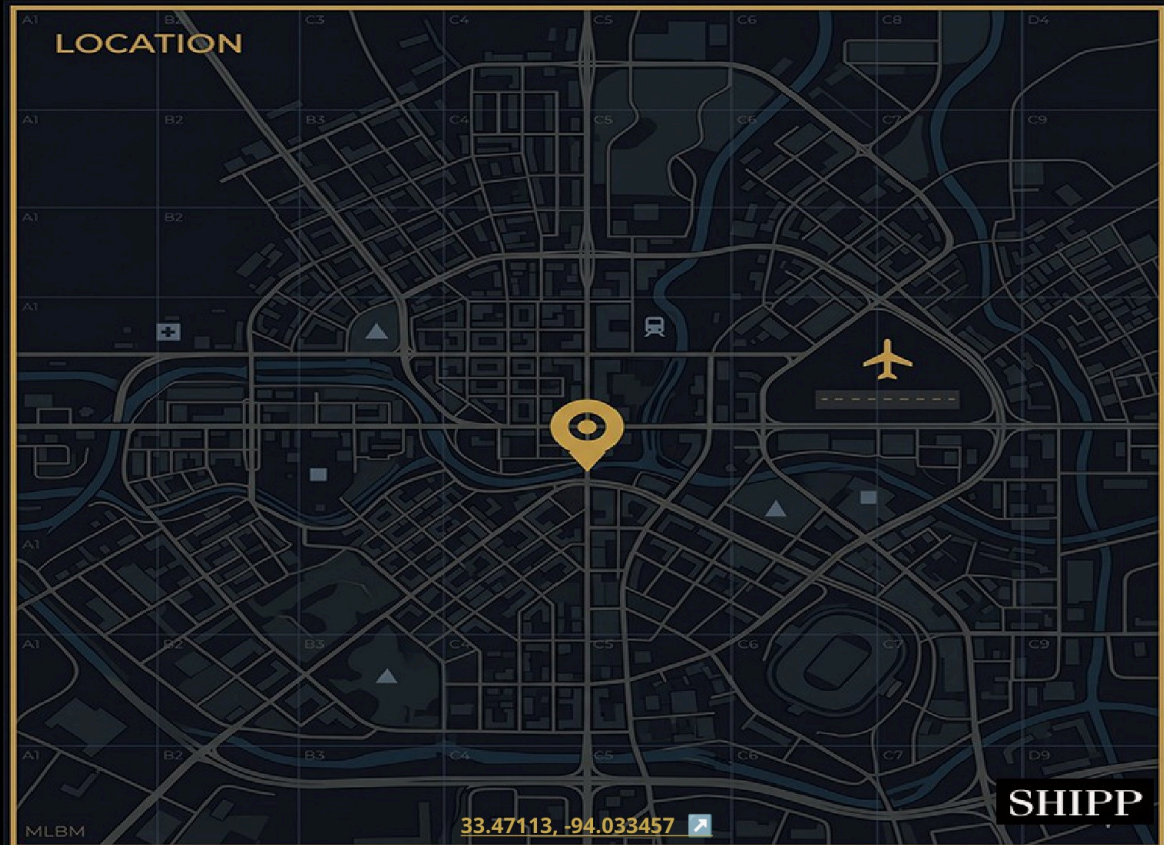 A1 B2 C3 C4 C5 C6 C8 D4
LOCATION
A1 B2 B3 C4 C5 C6 C7 C9
A1 B2
A1
A1
A1 B2 B3 C4 C5 C6 C7 C9
A1 B2 B3 C4 C5 C6 C7 D9
SHIPP
33.47113, -94.033457
MLBM